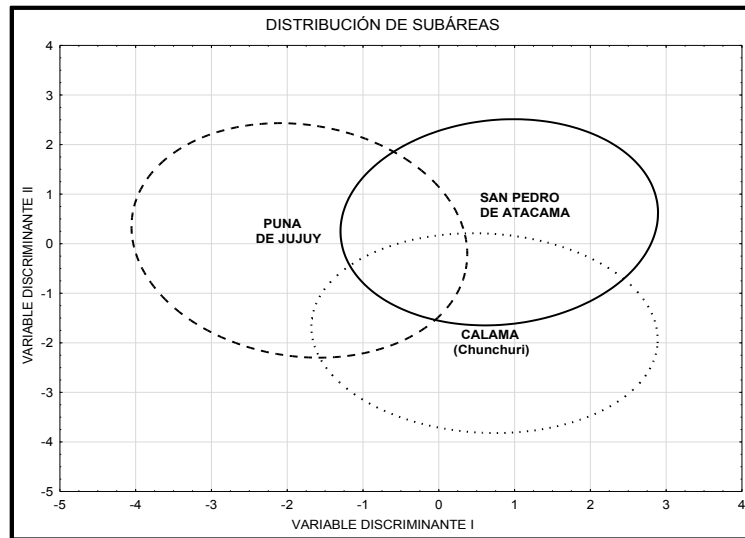 DISTRIBUCIÓN DE SUBÁREAS
4
3
2
1
0
-1
-2
-3
-4
-5
VARIABLE DISCRIMINANTE II
PUNA
DE JUJUY
SAN PEDRO
DE ATACAMA
CALAMA
(Chunchuri)
-5
-4
-3
-2
-1
0
1
2
3
4
VARIABLE DISCRIMINANTE I